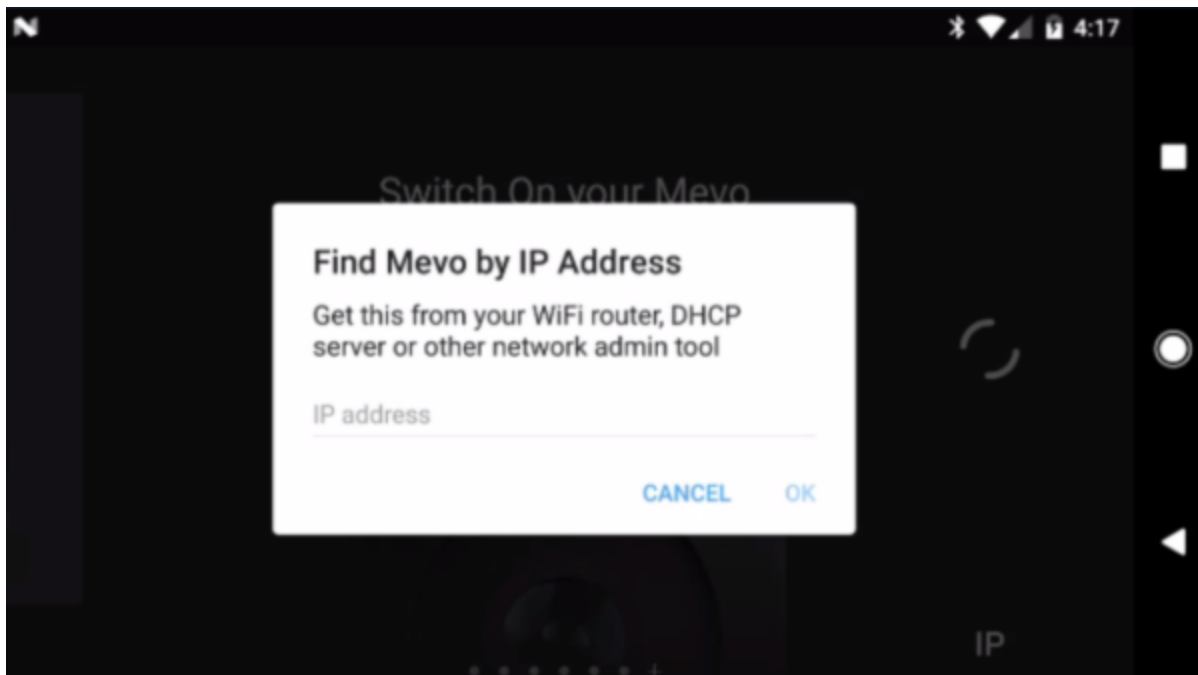 4:17
Switch On your Mevo
Find Mevo by IP Address
Get this from your WiFi router, DHCP
server or other network admin tool
IP address
CANCEL OK
IP